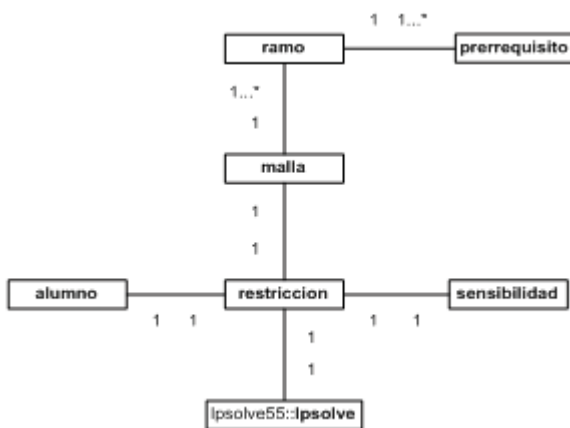 1 1...*
ramo prerrequisito
1...*
1
malla
1
1
alumno restriccion sensibilidad
1 1 1 1
1
1
lpsolve55::lpsolve